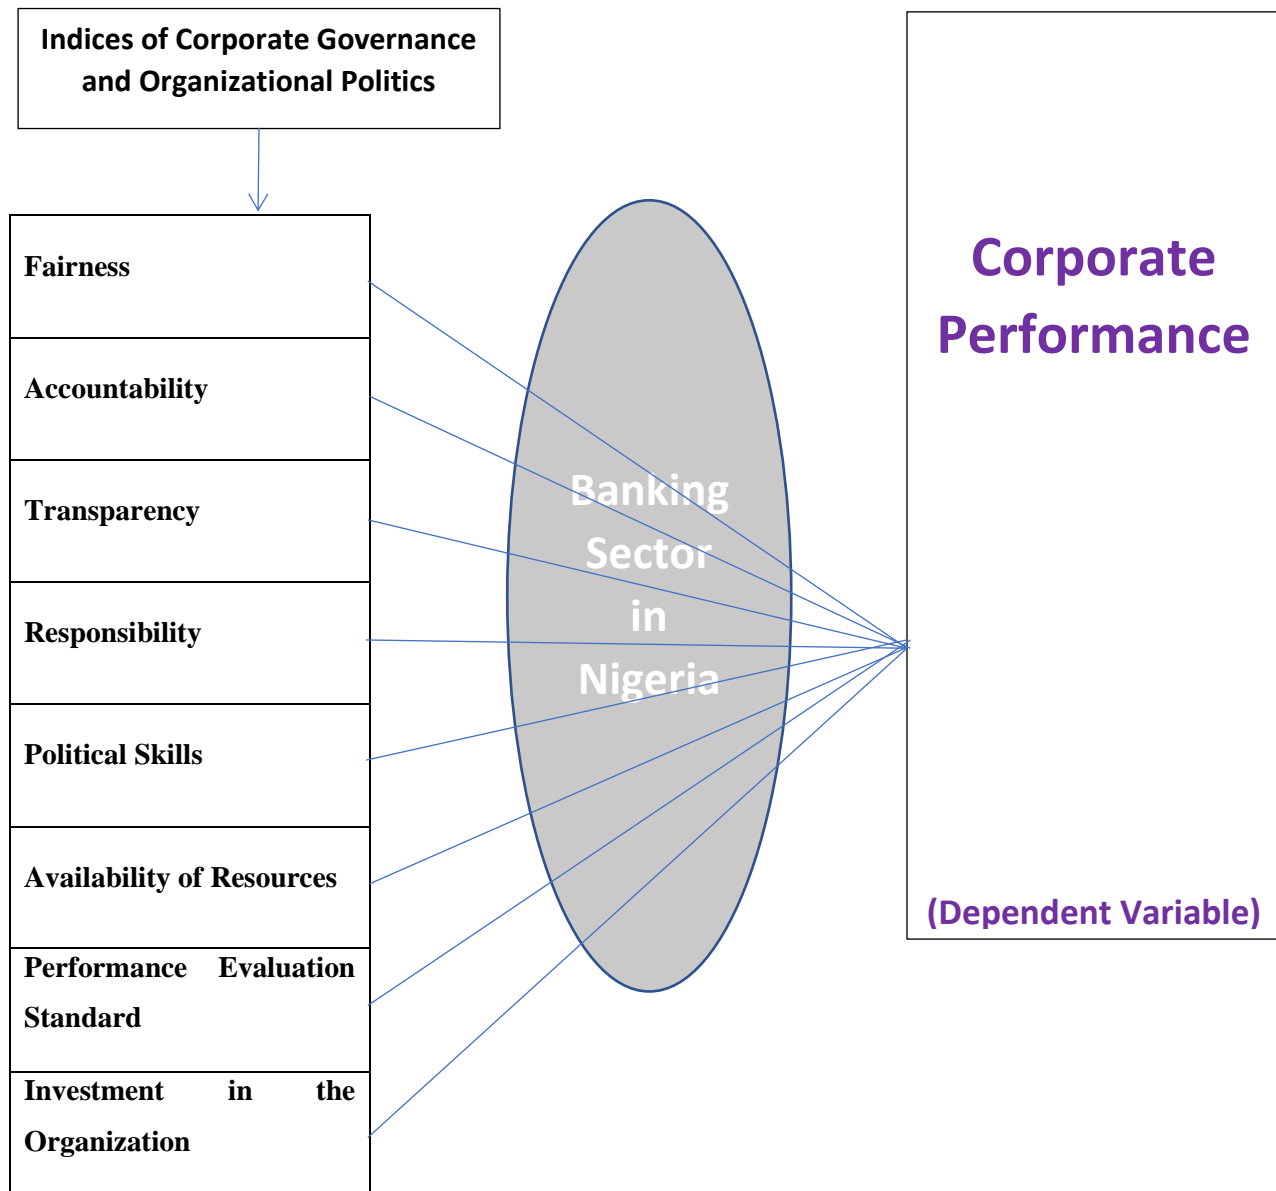 Indices of Corporate Governance
and Organizational Politics
Fairness
Accountability
Transparency
Responsibility
Political Skills
Availability of Resources
Performance Evaluation
Standard
Investment in the
Organization
Banking
Sector
in
Nigeria
Corporate
Performance
(Dependent Variable)